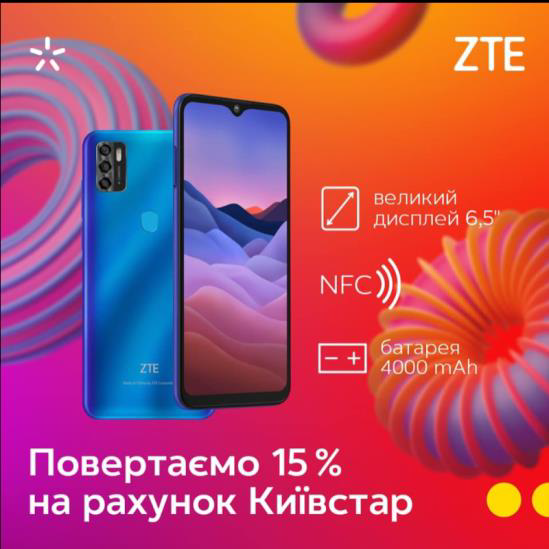 ZTE
великий
дисплей 6,5"
NFC
батарея
4000 mAh
ZTE
Повертаємо 15 %
на рахунок Київстар